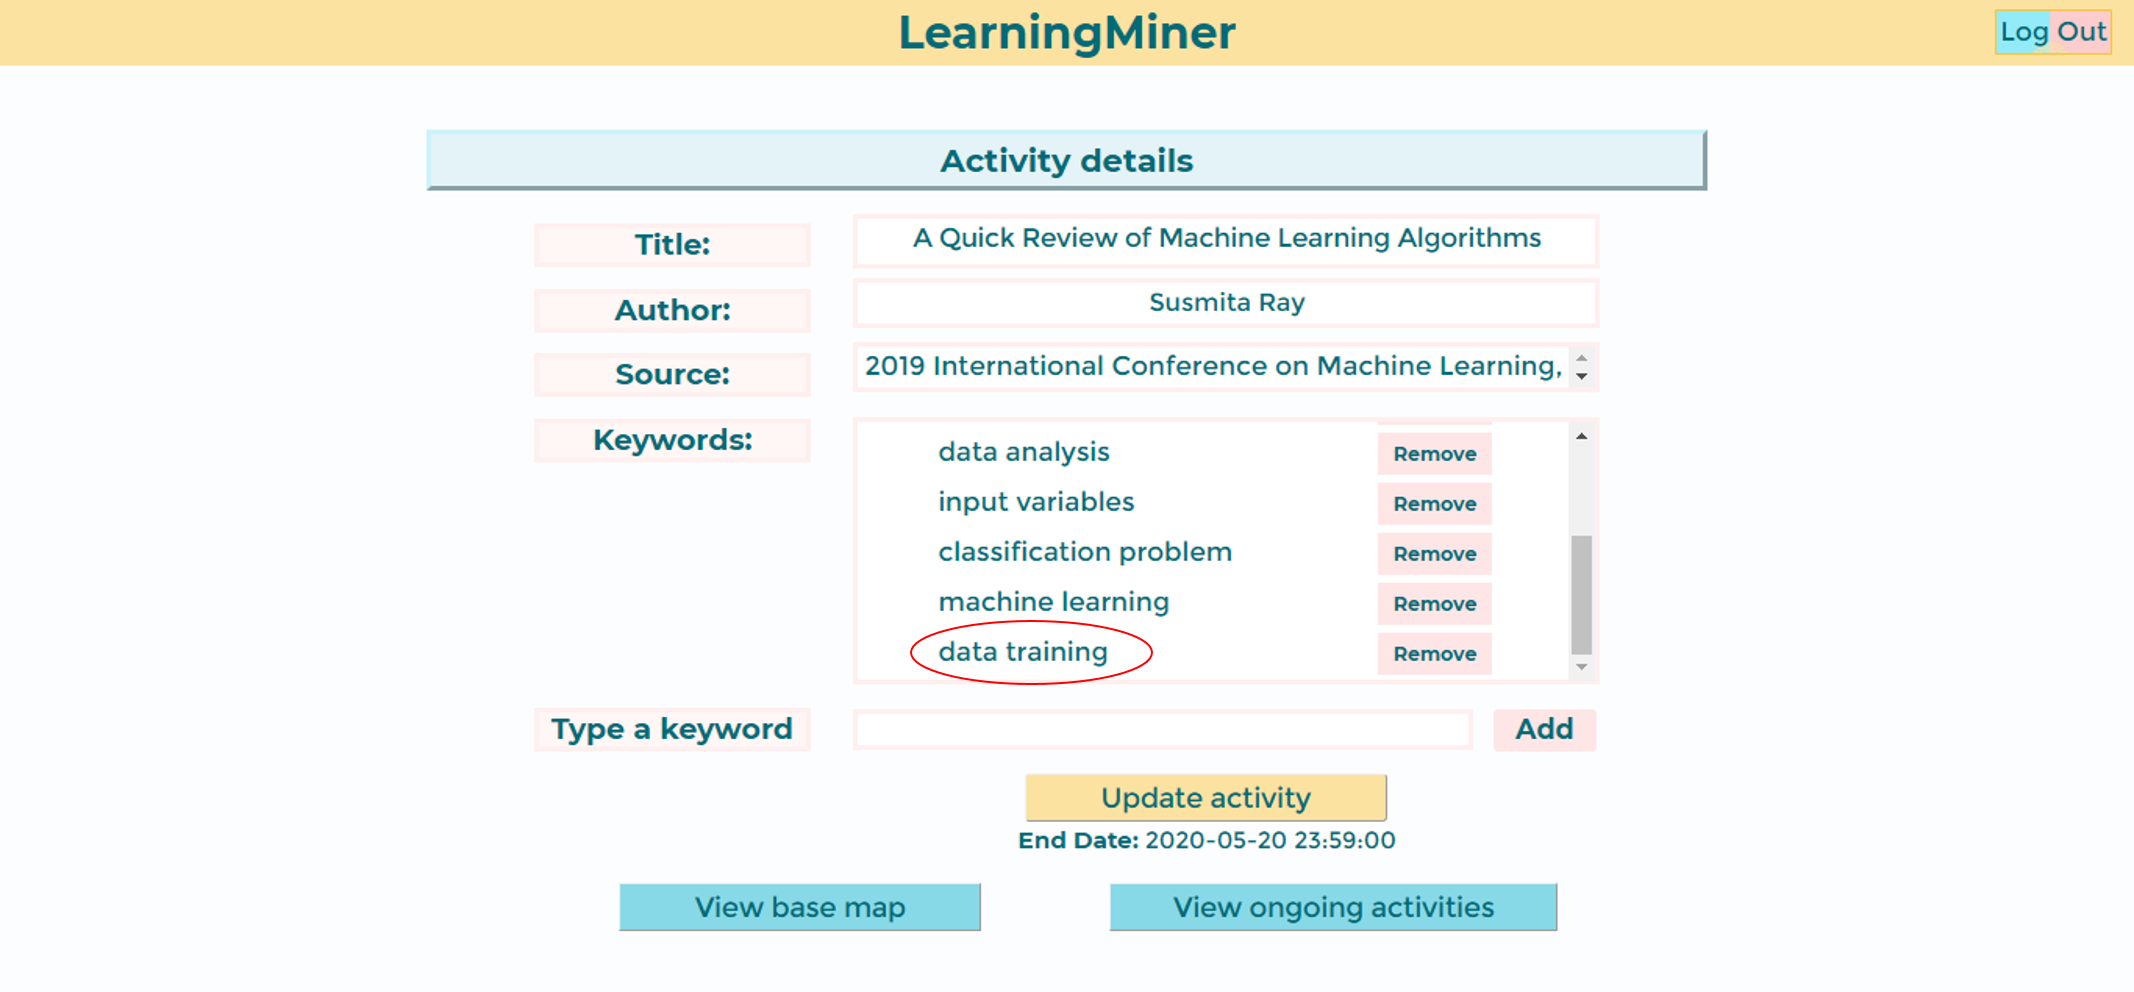 LearningMiner
Log Out
Activity details
Title:
A Quick Review of Machine Learning Algorithms
Author:
Susmita Ray
Source:
2019 International Conference on Machine Learning,
Keywords:
data analysis Remove
input variables Remove
classification problem Remove
machine learning Remove
data training Remove
Type a keyword
Add
Update activity
End Date: 2020-05-20 23:59:00
View base map
View ongoing activities